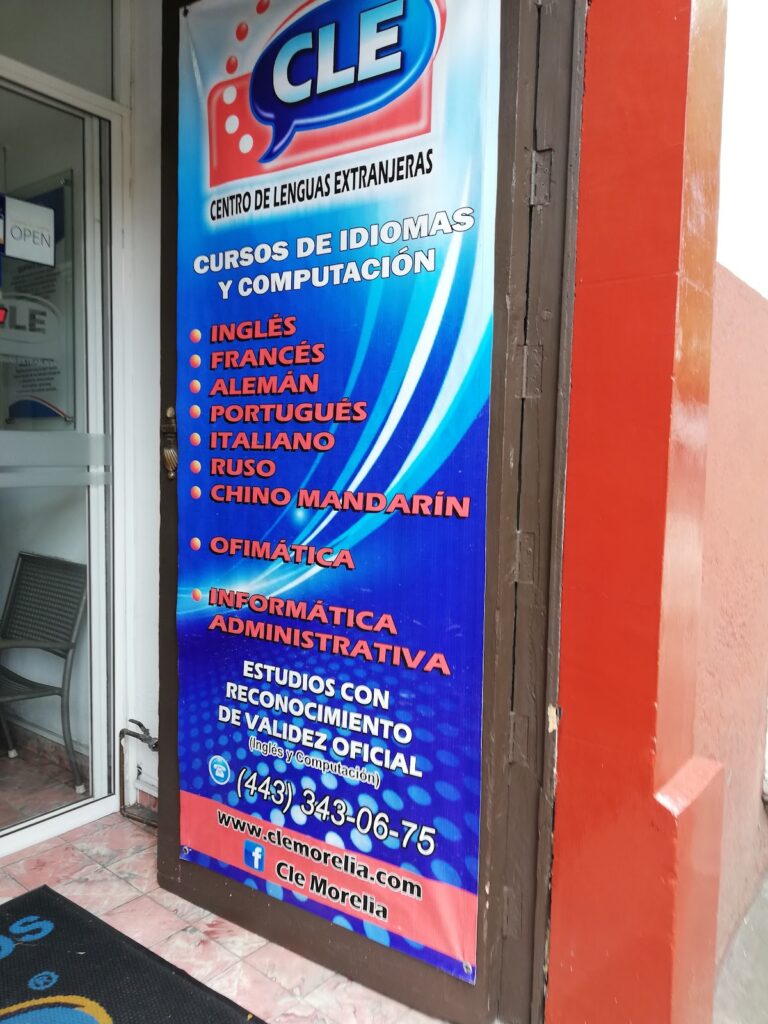 CLE
CENTRO DE LENGUAS EXTRANJERAS
CURSOS DE IDIOMAS
Y COMPUTACIÓN
INGLÉS
FRANCÉS
ALEMÁN
PORTUGUÉS
ITALIANO
RUSO
CHINO MANDARÍN
OFIMÁTICA
INFORMÁTICA
ADMINISTRATIVA
ESTUDIOS CON
RECONOCIMIENTO
DE VALIDEZ OFICIAL
(Inglés y Computación)
(443) 343-06-75
www.clemorelia.com
f Cle Morelia
OPEN
CLE
os
®